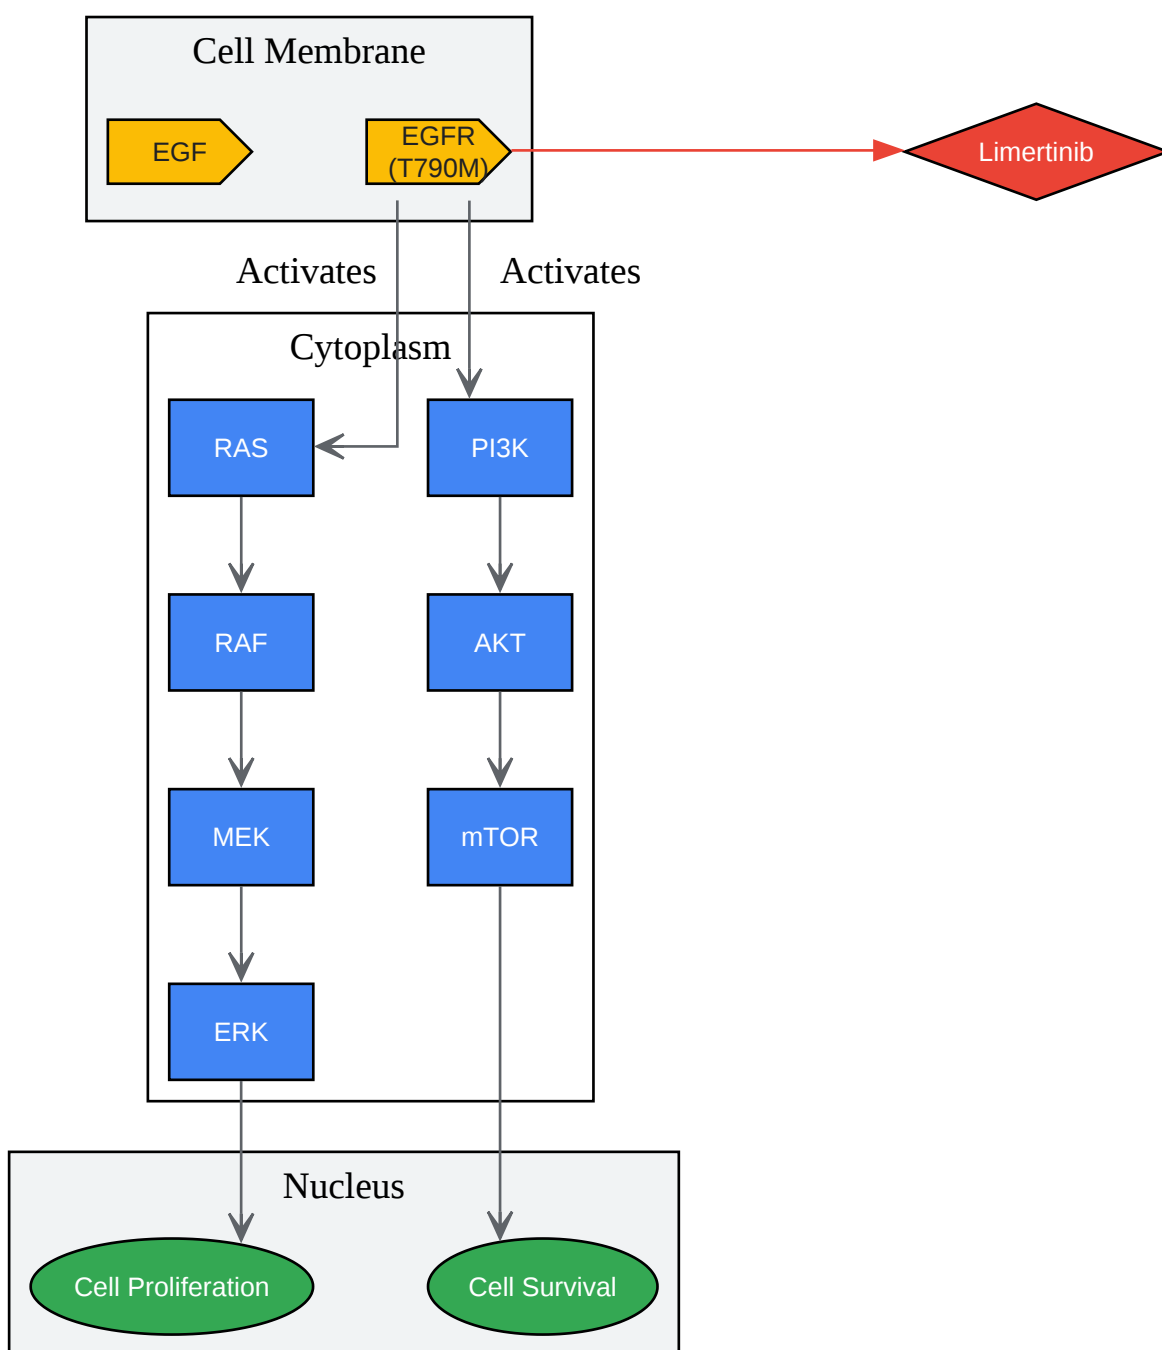 Cell Membrane
EGF
EGFR
(T790M)
Limertinib
Activates
Activates
Cytoplasm
RAS
PI3K
RAF
AKT
MEK
mTOR
ERK
Nucleus
Cell Proliferation
Cell Survival